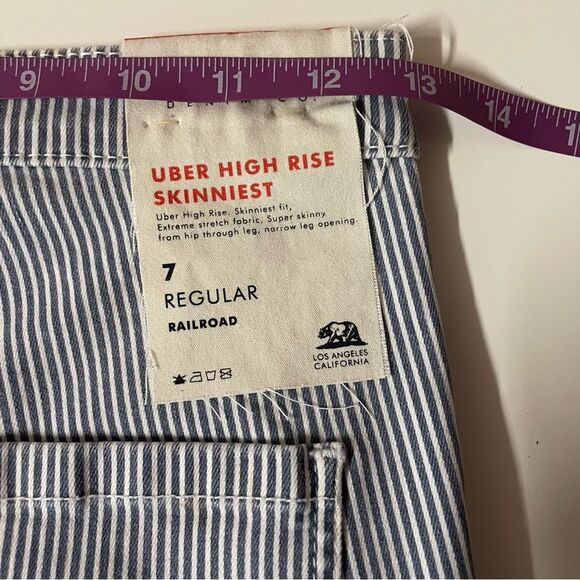 9 10 11 12 13 14
UBER HIGH RISE
SKINNIEST
Uber High Rise. Skinniest fit,
Extreme stretch fabric, Super skinny
from hip through leg, narrow leg opening.
7
REGULAR
RAILROAD
LOS ANGELES
CALIFORNIA